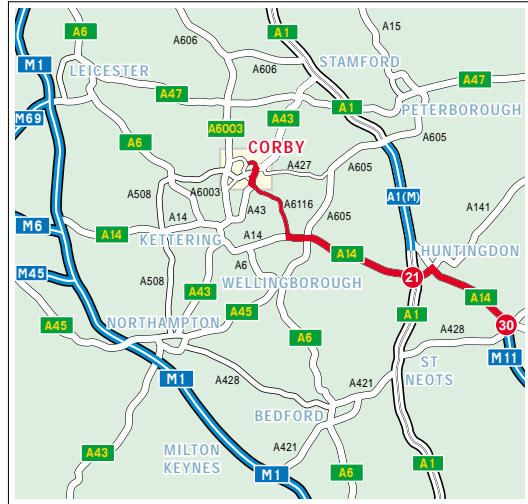 A15
A6
A1
A606
STAMFORD
A606
M1
LEICESTER
A47
A47
A1
PETERBOROUGH
M69
A43
A6003
A6
CORBY
A605
A427
A605
A508
A6003
A6116
A1(M)
A43
A605
A141
A14
M6
A14
KETTERING
A14
A14
HUNTINGDON
A6
M45
A508
WELLINGBOROUGH
21
A43
A14
A45
A1
NORTHAMPTON
A45
30
A428
A6
M11
ST
NEOTS
M1
A428
A421
BEDFORD
A43
MILTON
KEYNES
A421
A1
M1
A6